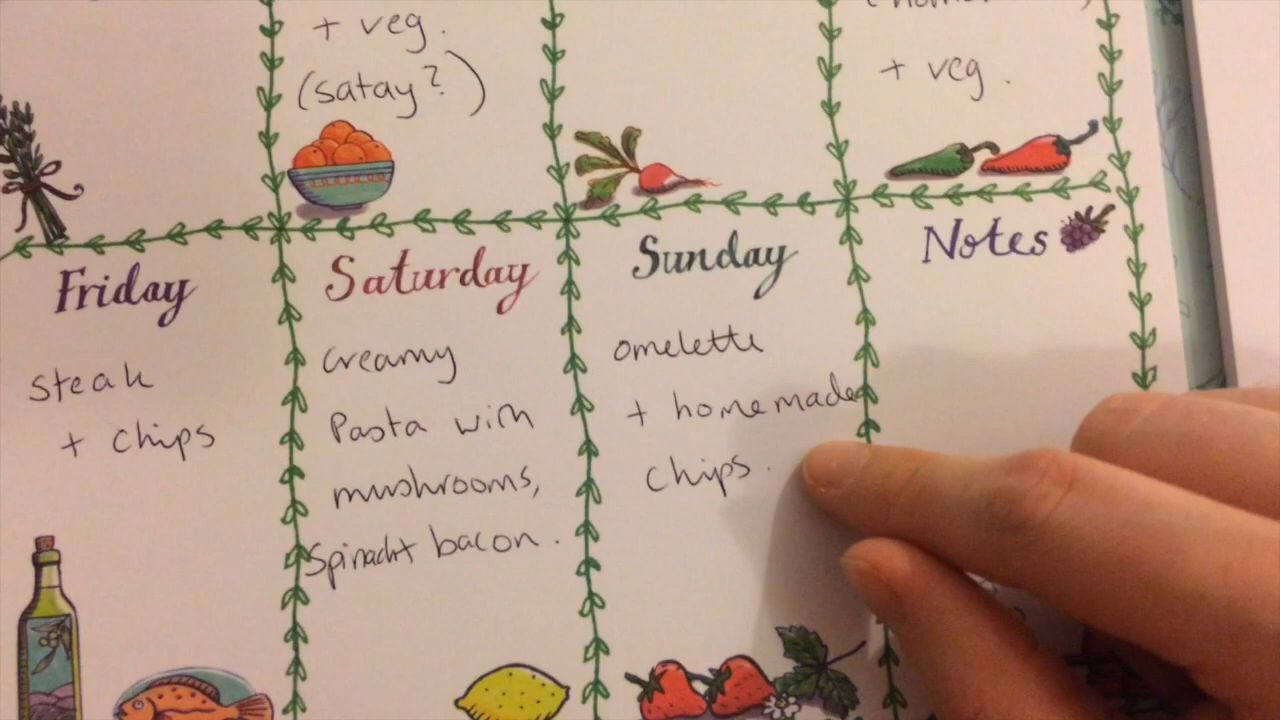 + veg.
(satay?)
+ veg.
Friday
steak
+ chips
Saturday
creamy
Pasta with
mushrooms,
Spinach + bacon.
Sunday
omelette
+ homemade
chips.
Notes